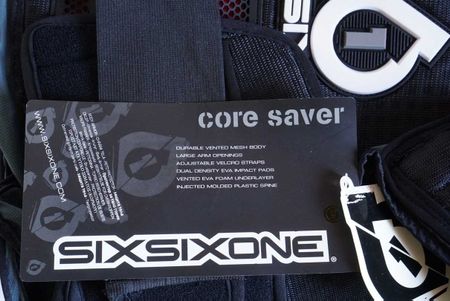 core saver
DURABLE VENTED MESH BODY
LARGE ARM OPENINGS
ADJUSTABLE VELCRO STRAPS
DUAL DENSITY EVA IMPACT PADS
VENTED EVA FOAM UNDERLAYER
INJECTED MOLDED PLASTIC SPINE
WWW.SIXSIXONE.COM
SIXSIXONE®